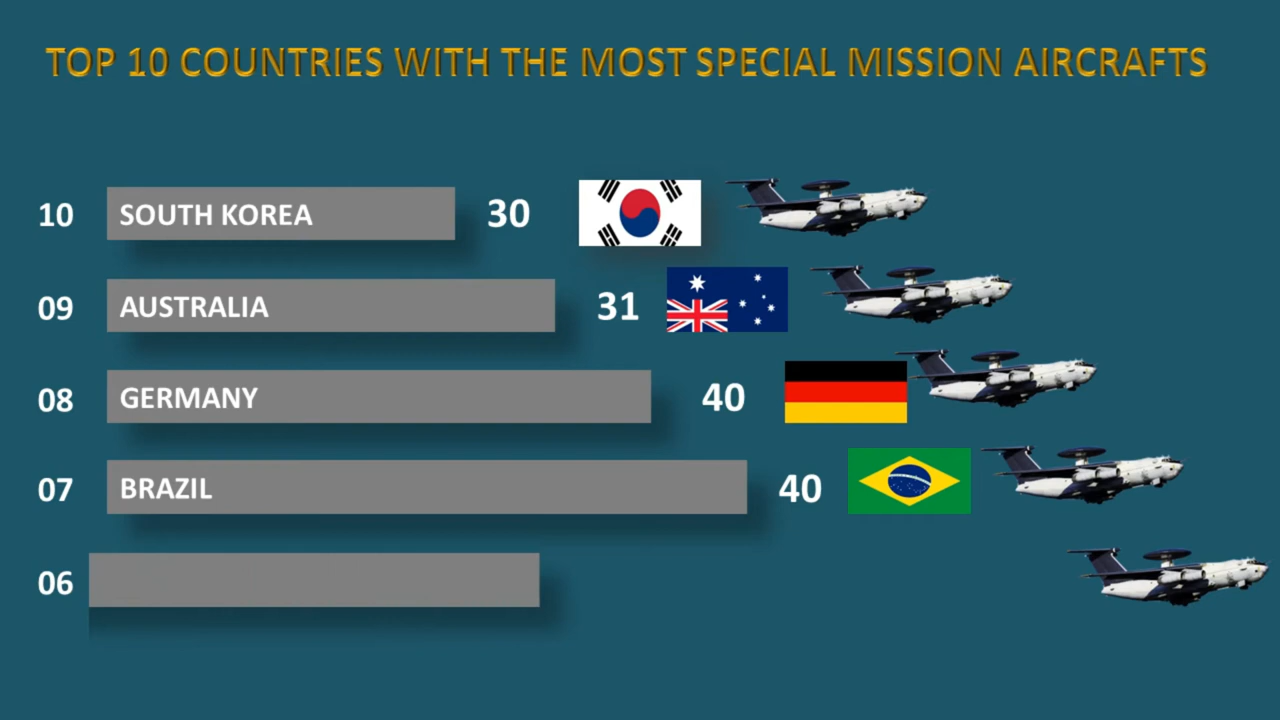 TOP 10 COUNTRIES WITH THE MOST SPECIAL MISSION AIRCRAFTS
10 SOUTH KOREA 30
09 AUSTRALIA 31
08 GERMANY 40
07 BRAZIL 40
06